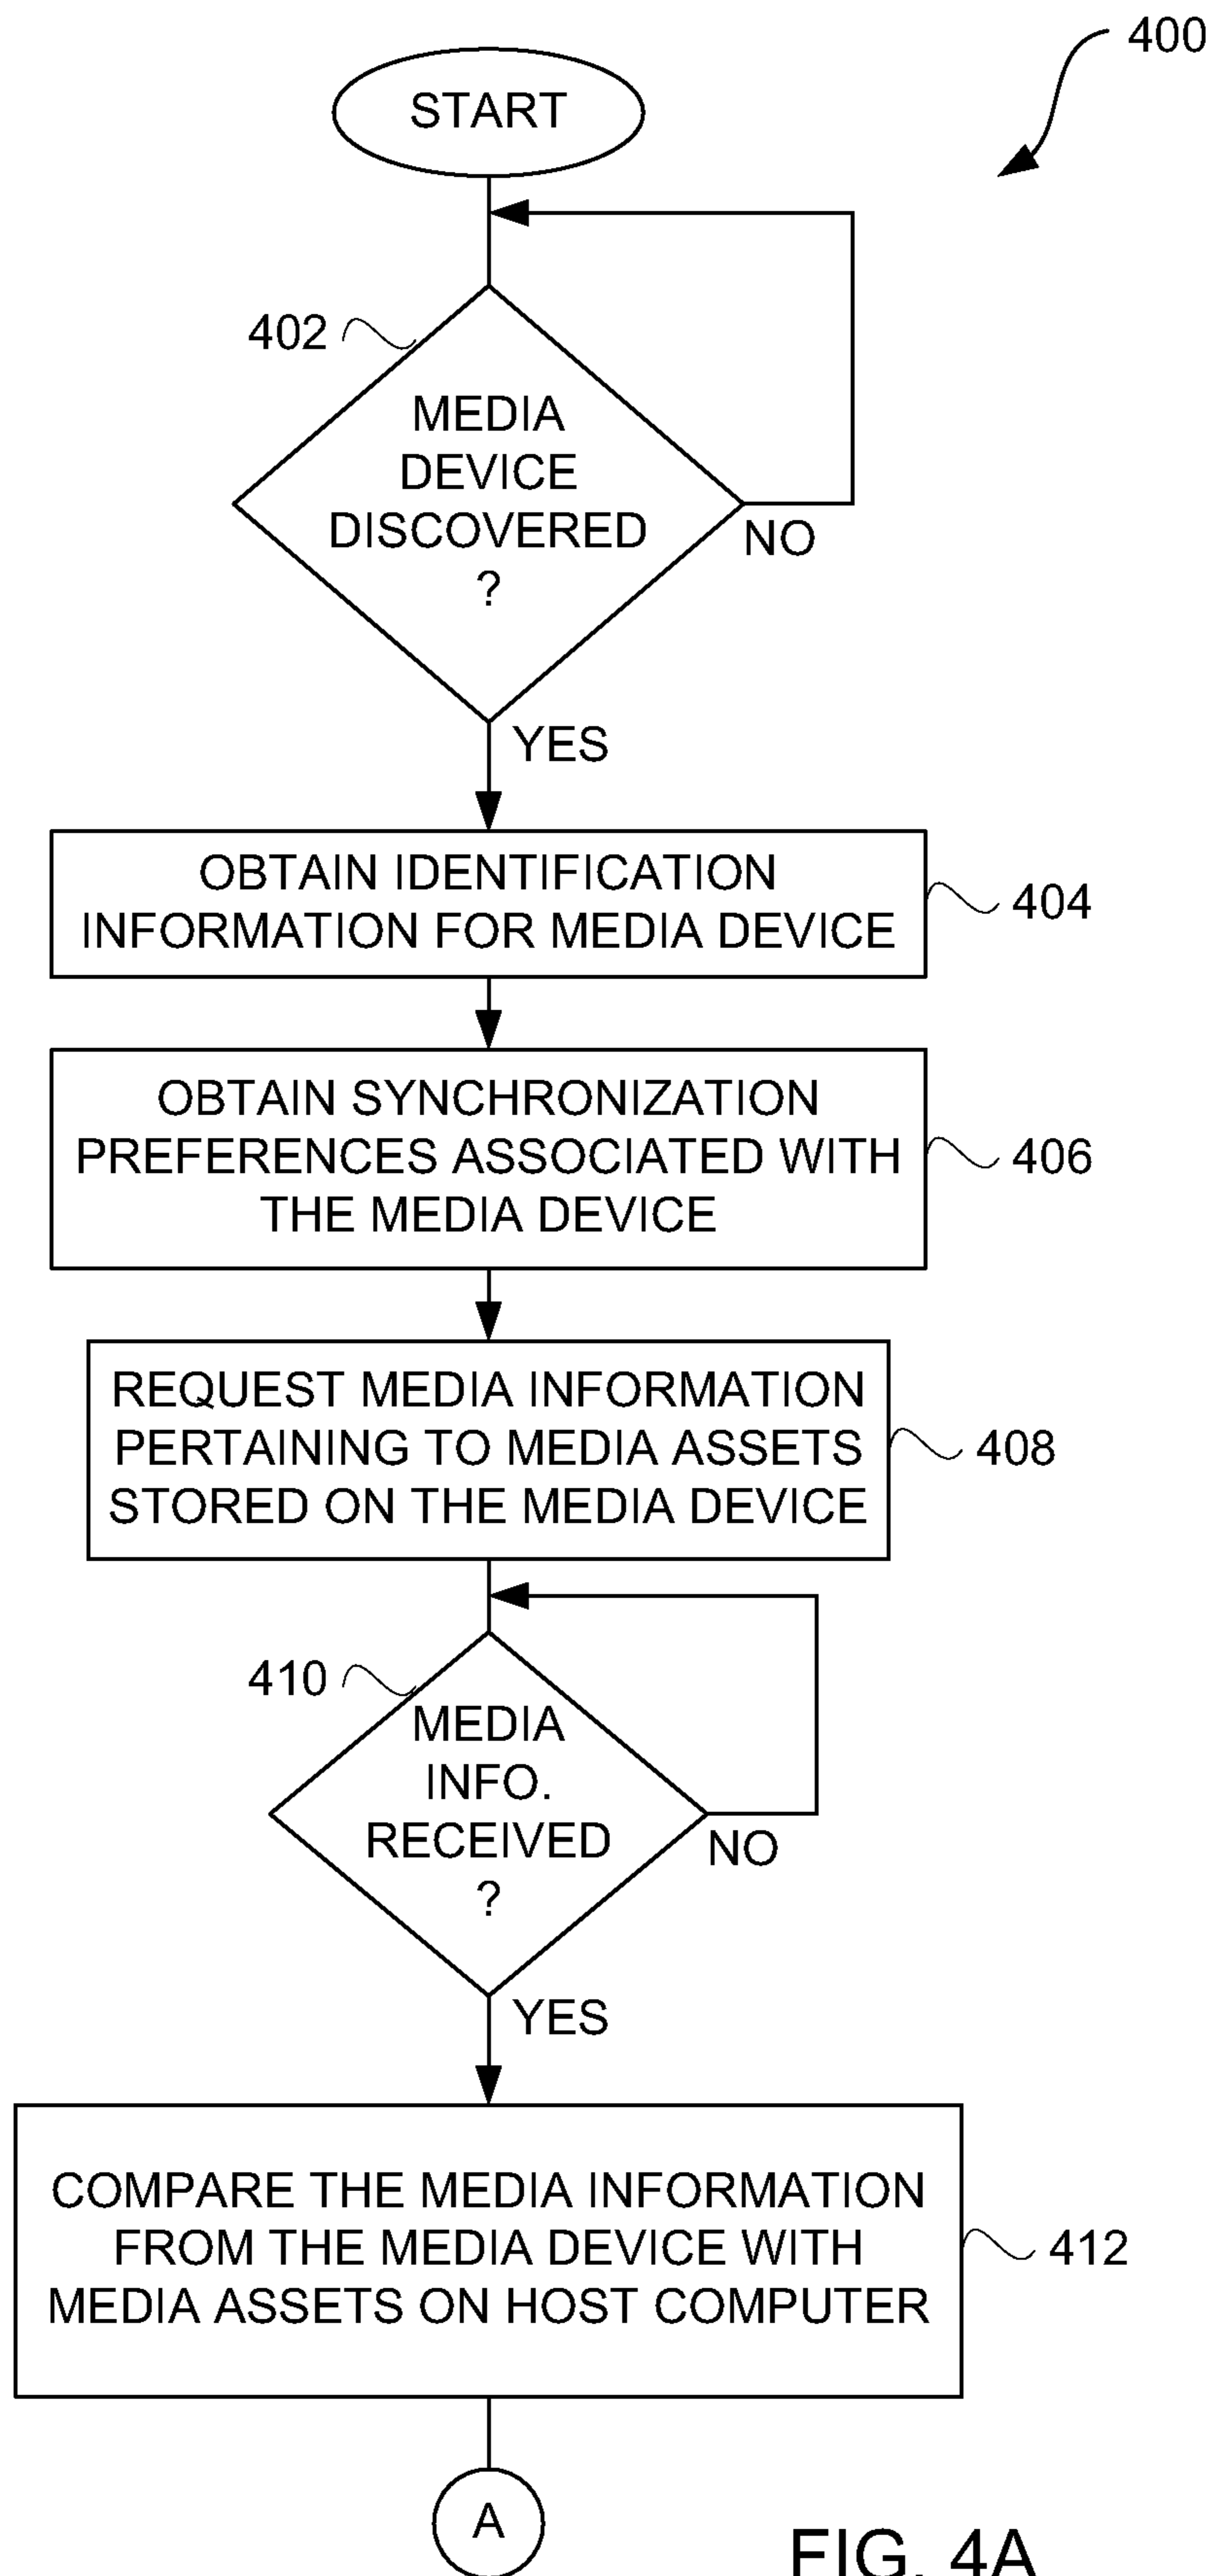 400
START
402
MEDIA
DEVICE
DISCOVERED
?
NO
YES
OBTAIN IDENTIFICATION
INFORMATION FOR MEDIA DEVICE
404
OBTAIN SYNCHRONIZATION
PREFERENCES ASSOCIATED WITH
THE MEDIA DEVICE
406
REQUEST MEDIA INFORMATION
PERTAINING TO MEDIA ASSETS
STORED ON THE MEDIA DEVICE
408
410
MEDIA
INFO.
RECEIVED
?
NO
YES
COMPARE THE MEDIA INFORMATION
FROM THE MEDIA DEVICE WITH
MEDIA ASSETS ON HOST COMPUTER
412
A
FIG. 4A